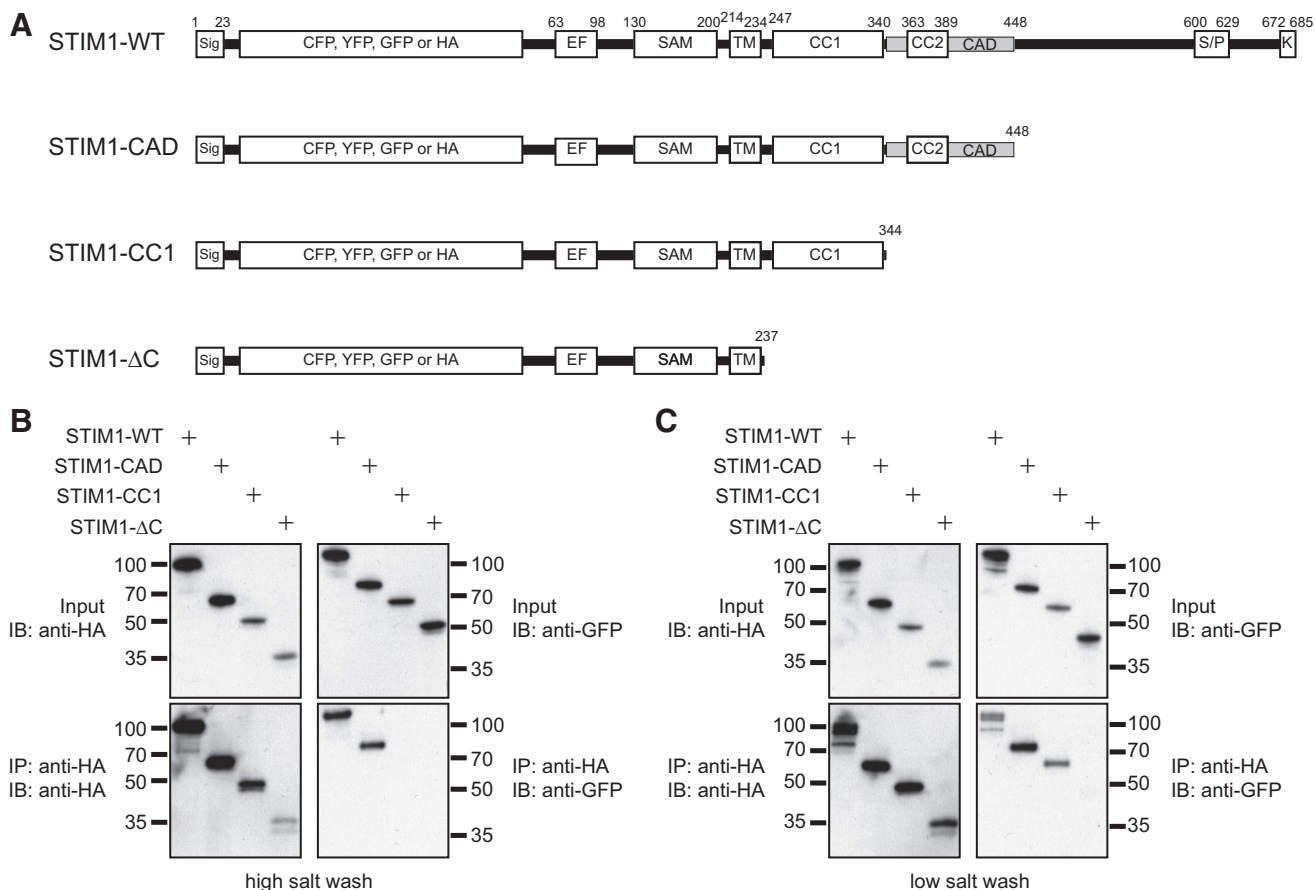 A
1 23 63 98 130 200 214 234 247 340 363 389 448 600 629 672 685
STIM1-WT Sig CFP, YFP, GFP or HA EF SAM TM CC1 CC2 CAD S/P K
448
STIM1-CAD Sig CFP, YFP, GFP or HA EF SAM TM CC1 CC2 CAD
344
STIM1-CC1 Sig CFP, YFP, GFP or HA EF SAM TM CC1
237
STIM1-ΔC Sig CFP, YFP, GFP or HA EF SAM TM
B
STIM1-WT + +
STIM1-CAD + +
STIM1-CC1 + +
STIM1-ΔC + +
Input
IB: anti-HA
100
70
50
35
100
70
50
35
Input
IB: anti-GFP
IP: anti-HA
IB: anti-HA
100
70
50
35
100
70
50
35
IP: anti-HA
IB: anti-GFP
high salt wash
C
STIM1-WT + +
STIM1-CAD + +
STIM1-CC1 + +
STIM1-ΔC + +
Input
IB: anti-HA
100
70
50
35
100
70
50
35
Input
IB: anti-GFP
IP: anti-HA
IB: anti-HA
100
70
50
35
100
70
50
35
IP: anti-HA
IB: anti-GFP
low salt wash